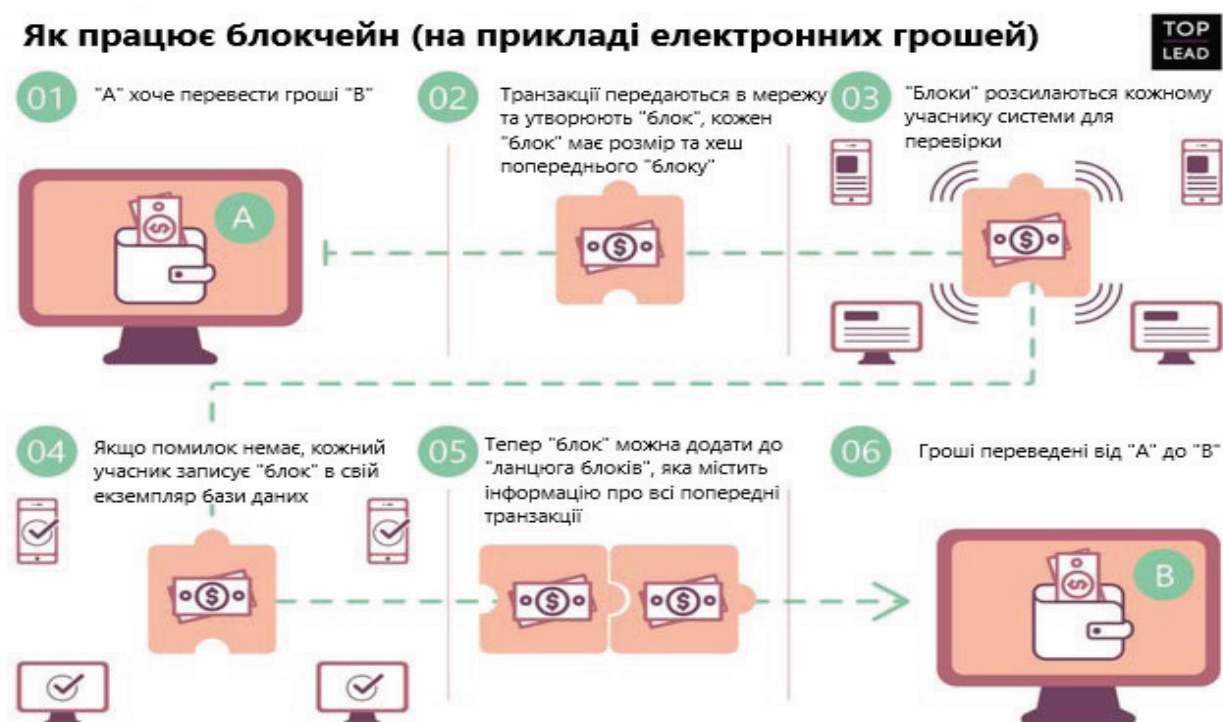 Як працює блокчейн (на прикладі електронних грошей)
TOP
LEAD
01
"А" хоче перевести гроші "В"
02
Транзакції передаються в мережу
та утворюють "блок", кожен
"блок" має розмір та хеш
попереднього "блоку"
03
"Блоки" розсилаються кожному
учаснику системи для
перевірки
A
04
Якщо помилок немає, кожний
учасник записує "блок" в свій
екземпляр бази даних
05
Тепер "блок" можна додати до
"ланцюга блоків", яка містить
інформацію про всі попередні
транзакції
06
Гроші переведені від "А" до "В"
B